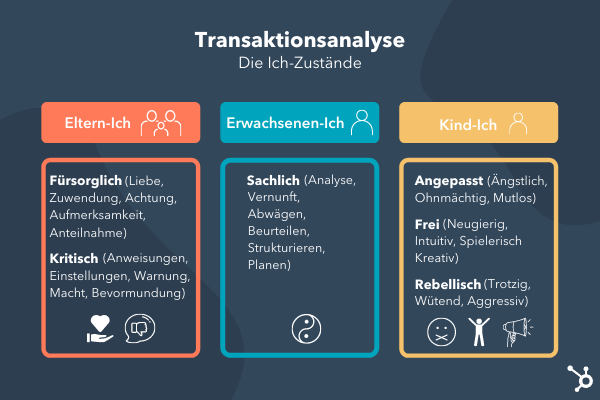 Transaktionsanalyse
Die Ich-Zustände
Eltern-Ich
Fürsorglich (Liebe,
Zuwendung, Achtung,
Aufmerksamkeit,
Anteilnahme)
Kritisch (Anweisungen,
Einstellungen, Warnung,
Macht, Bevormundung)
Erwachsenen-Ich
Sachlich (Analyse,
Vernunft,
Abwägen,
Beurteilen,
Strukturieren,
Planen)
Kind-Ich
Angepasst (Ängstlich,
Ohnmächtig, Mutlos)
Frei (Neugierig,
Intuitiv, Spielerisch
Kreativ)
Rebellisch (Trotzig,
Wütend, Aggressiv)